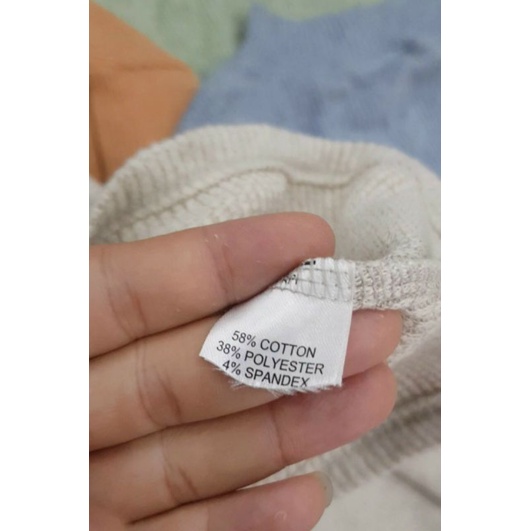 58% COTTON
38% POLYESTER
4% SPANDEX